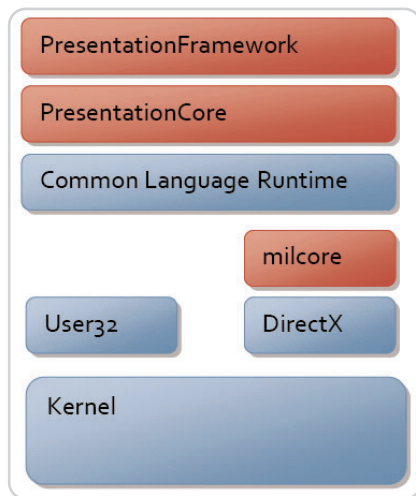 PresentationFramework
PresentationCore
Common Language Runtime
milcore
User32
DirectX
Kernel